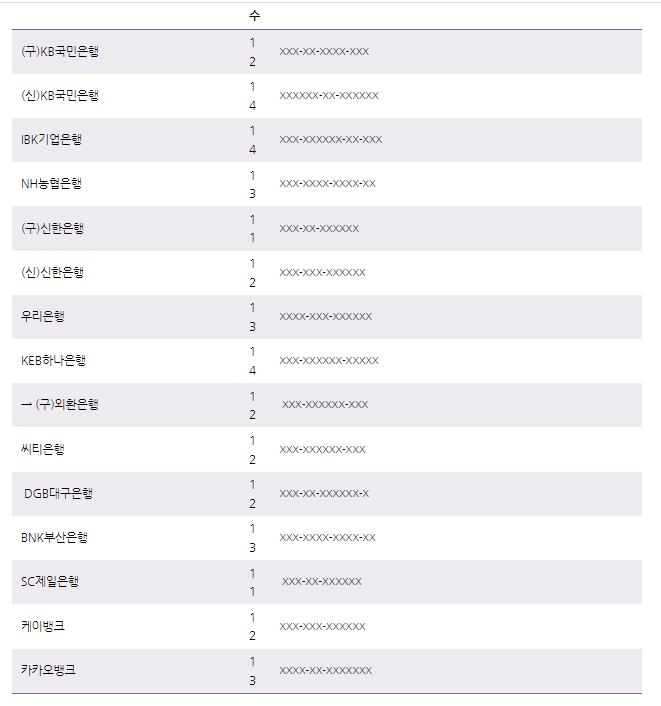 수
(구)KB국민은행 12 xxx-xx-xxxx-xxx
(신)KB국민은행 14 xxxxxx-xx-xxxxxx
IBK기업은행 14 xxx-xxxxxx-xx-xxx
NH농협은행 13 xxx-xxxx-xxxx-xx
(구)신한은행 11 xxx-xx-xxxxxx
(신)신한은행 12 xxx-xxx-xxxxxx
우리은행 13 xxxx-xxx-xxxxxx
KEB하나은행 14 xxx-xxxxxx-xxxxx
→ (구)외환은행 12 xxx-xxxxxx-xxx
씨티은행 12 xxx-xxxxxx-xxx
DGB대구은행 12 xxx-xx-xxxxxx-x
BNK부산은행 13 xxx-xxxx-xxxx-xx
SC제일은행 11 xxx-xx-xxxxxx
케이뱅크 12 xxx-xxx-xxxxxx
카카오뱅크 13 xxxx-xx-xxxxxxx